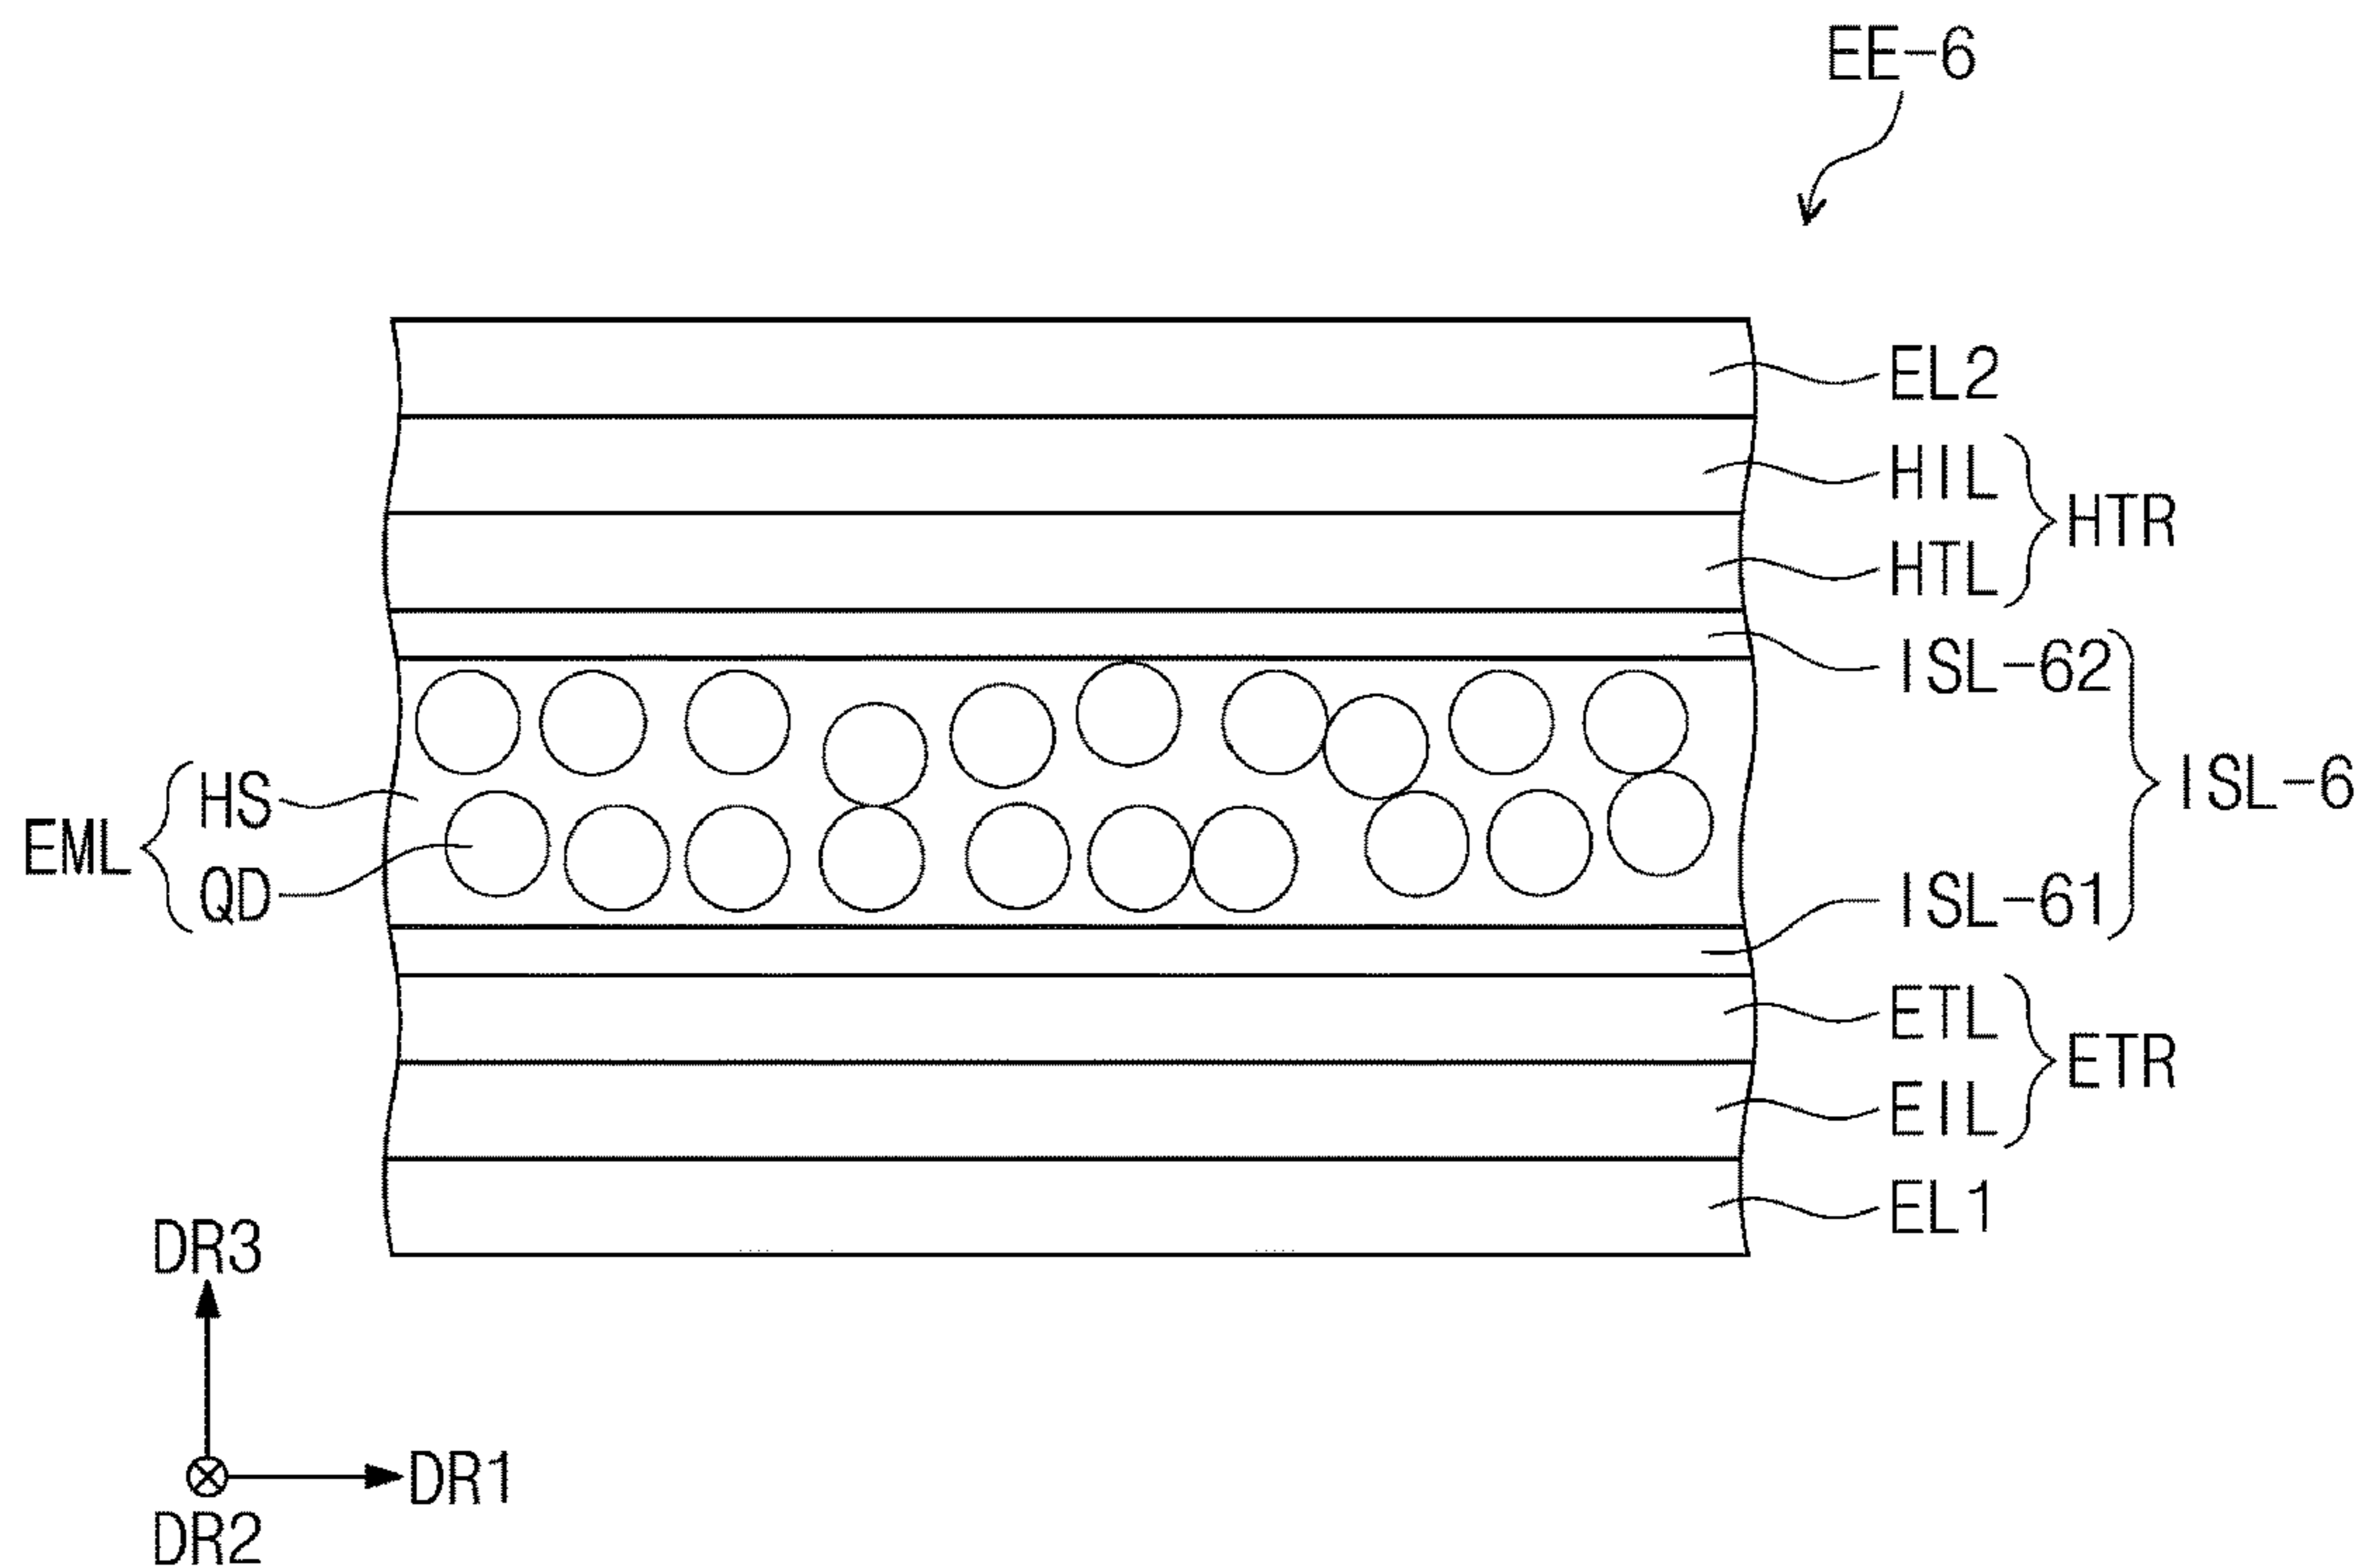 EE-6
EL2
HIL
HTR
HTL
ISL-62
HS
ISL-6
EML
QD
ISL-61
ETL
ETR
EIL
EL1
DR3
DR1
DR2